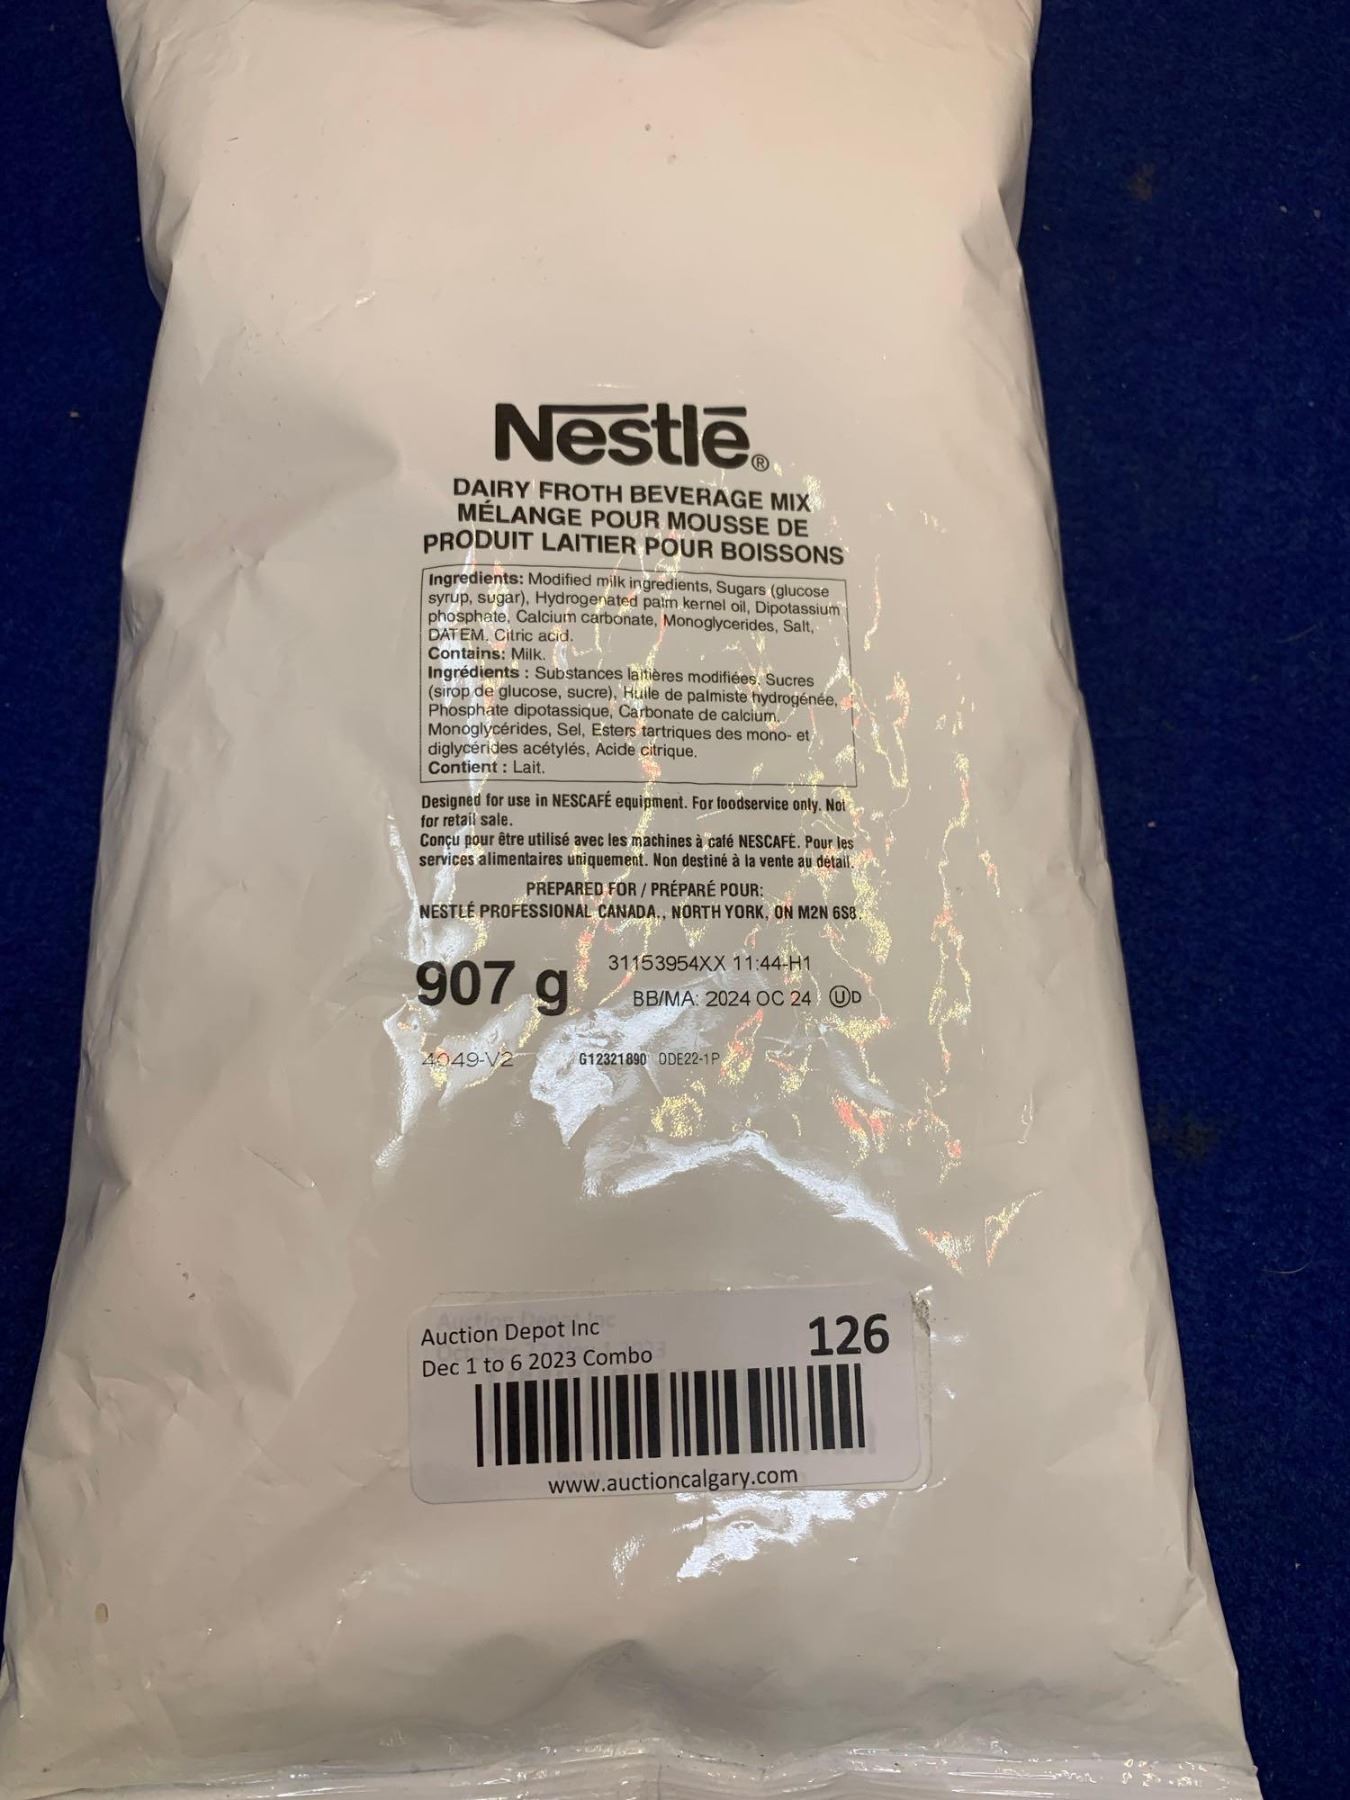 Nestlé®
DAIRY FROTH BEVERAGE MIX
MÉLANGE POUR MOUSSE DE
PRODUIT LAITIER POUR BOISSONS
Ingredients: Modified milk ingredients, Sugars (glucose
syrup, sugar), Hydrogenated palm kernel oil, Dipotassium
phosphate, Calcium carbonate, Monoglycerides, Salt,
DATEM, Citric acid.
Contains: Milk.
Ingrédients : Substances laitières modifiées, Sucres
(sirop de glucose, sucre), Huile de palmiste hydrogénée,
Phosphate dipotassique, Carbonate de calcium,
Monoglycérides, Sel, Esters tartriques des mono- et
diglycérides acétylés, Acide citrique.
Contient : Lait.
Designed for use in NESCAFÉ equipment. For foodservice only. Not
for retail sale.
Conçu pour être utilisé avec les machines à café NESCAFÉ. Pour les
services alimentaires uniquement. Non destiné à la vente au détail.
PREPARED FOR / PRÉPARÉ POUR:
NESTLÉ PROFESSIONAL CANADA., NORTH YORK, ON M2N 6S8.
907 g
31153954XX 11:44-H1
BB/MA: 2024 OC 24 ⓊD
4049-V2 G12321890 ODE22-1P
Auction Depot Inc 126
Dec 1 to 6 2023 Combo
www.auctioncalgary.com